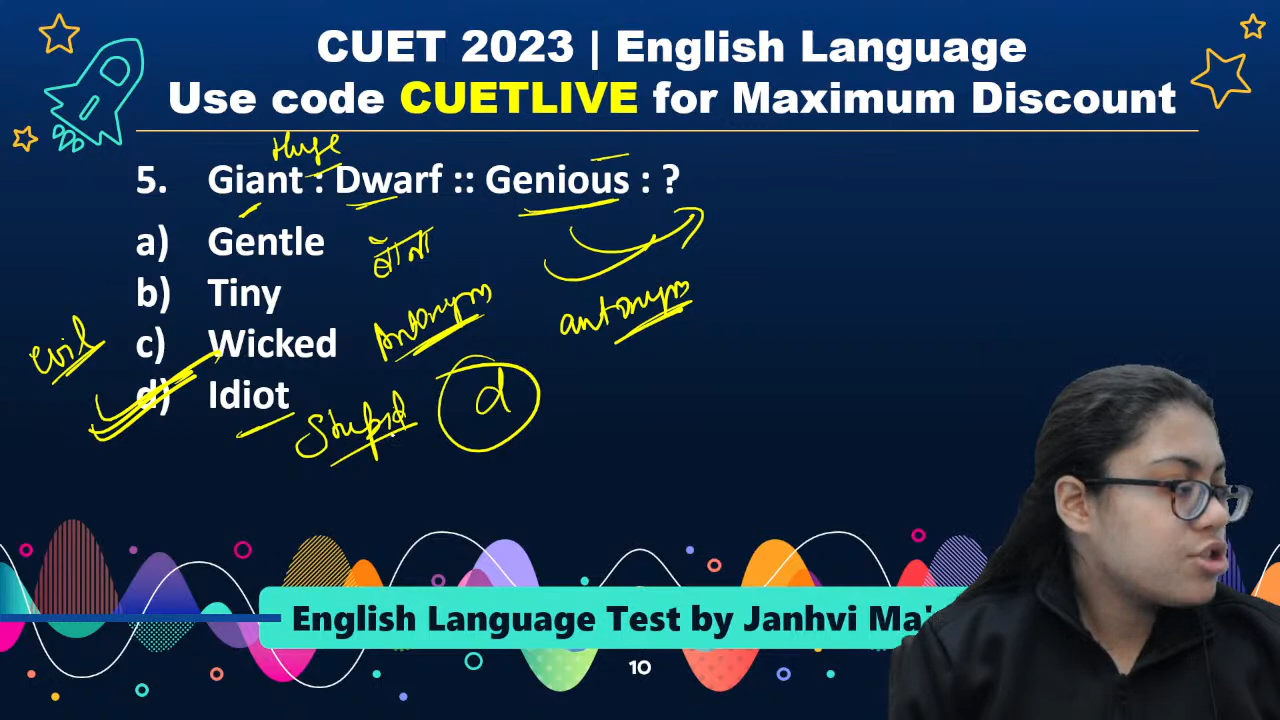 CUET 2023 | English Language
Use code CUETLIVE for Maximum Discount
Huge
5. Giant : Dwarf :: Genious : ?
a) Gentle
बौना
b) Tiny
Antonym
antonym
c) Wicked
evil
d) Idiot
Stupid
d
English Language Test by Janhvi Ma'
10